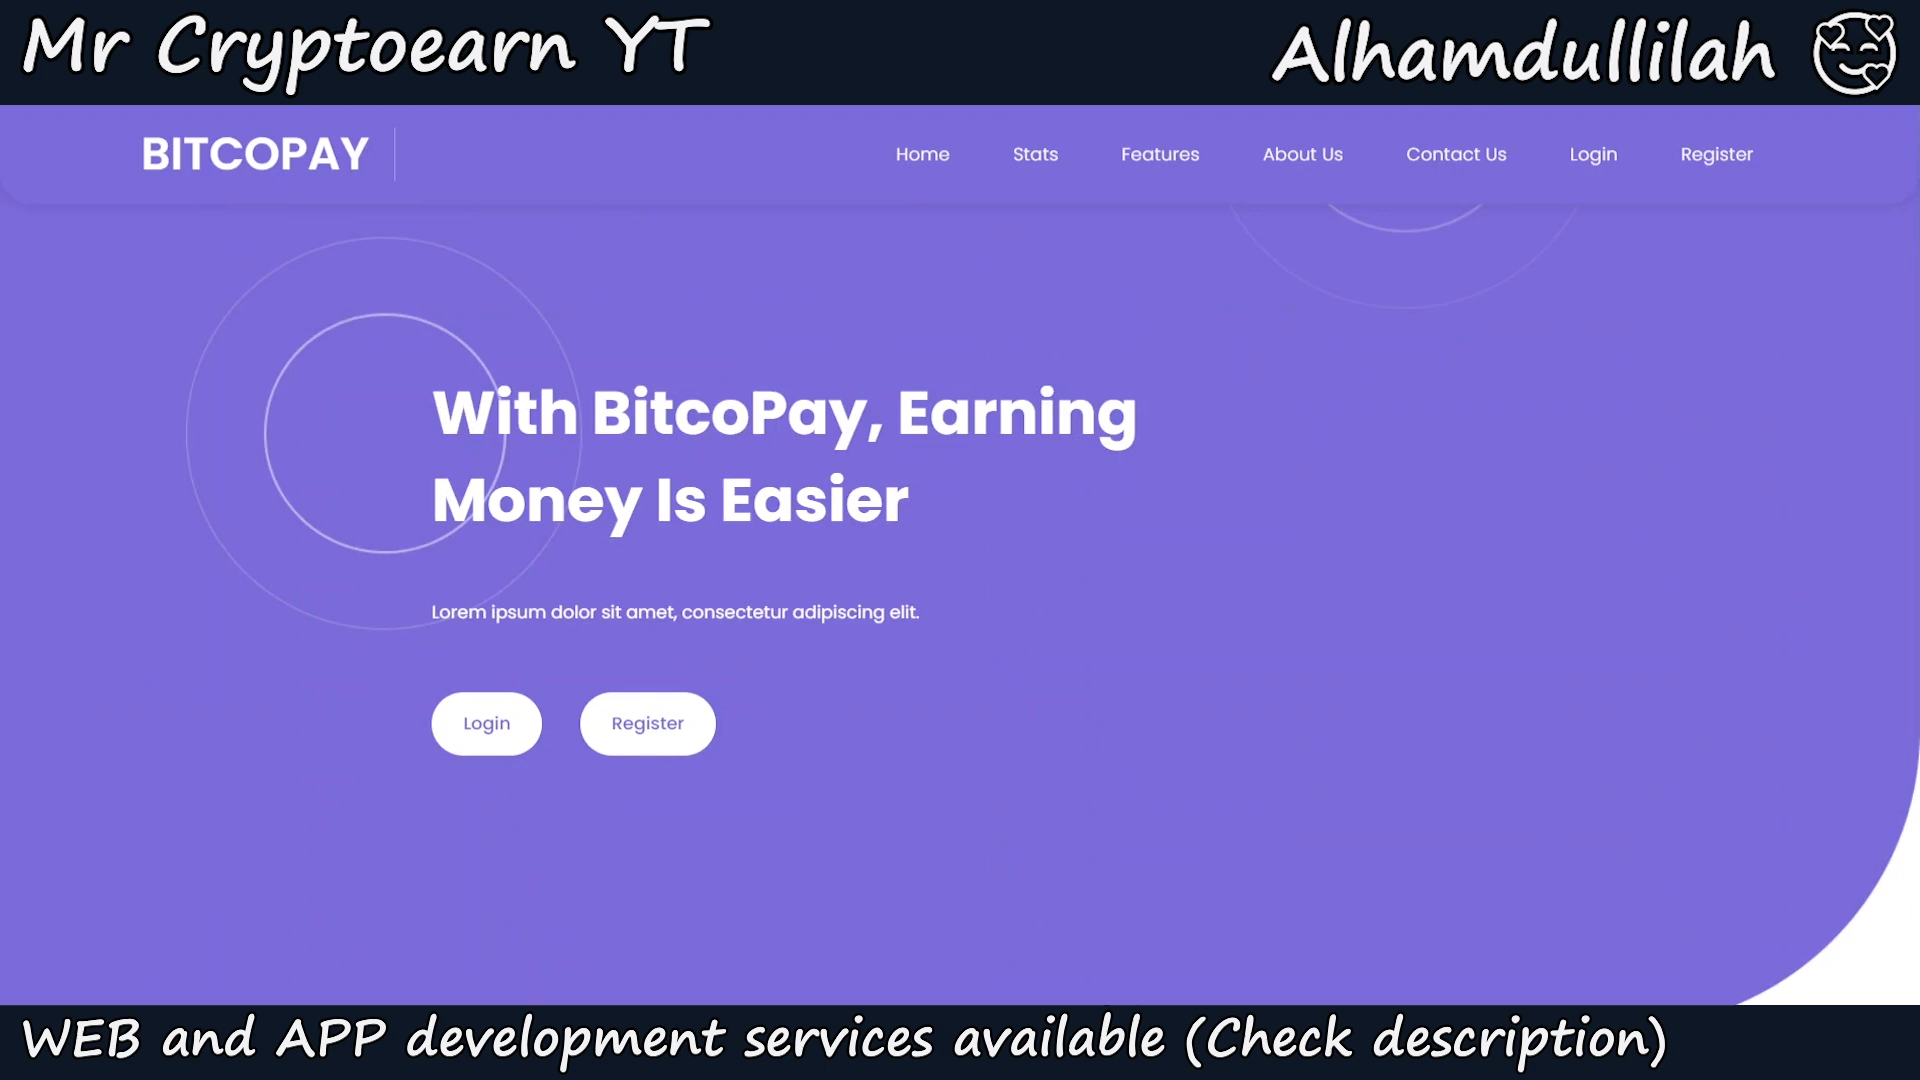 Mr Cryptoearn YT
Alhamdullilah
BITCOPAY
Home Stats Features About Us Contact Us Login Register
With BitcoPay, Earning
Money Is Easier
Lorem ipsum dolor sit amet, consectetur adipiscing elit.
Login Register
WEB and APP development services available (Check description)